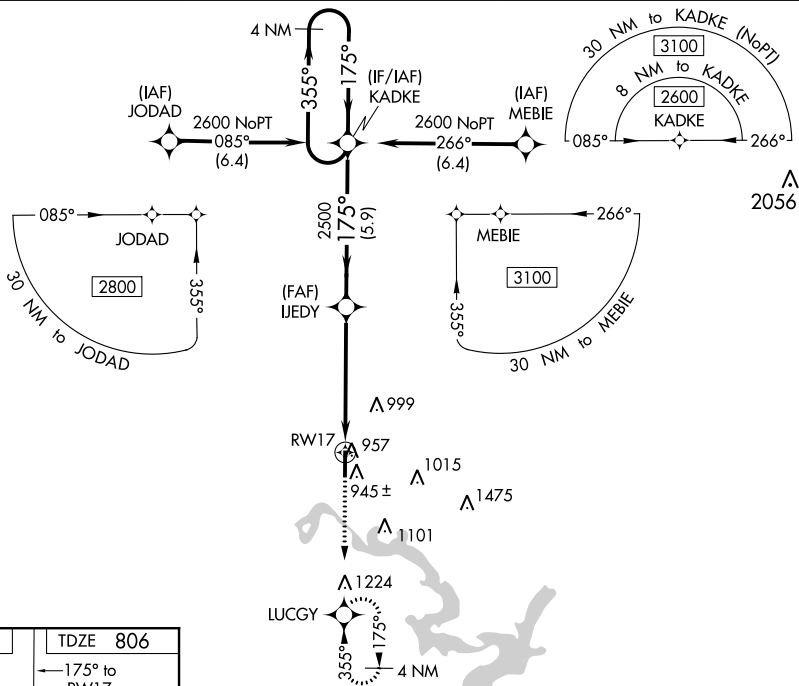 4 NM
355°
175°
(IF/IAF)
KADKE
(IAF)
JODAD
2600 NoPT
085°
(6.4)
(IAF)
MEBIE
2600 NoPT
266°
(6.4)
30 NM to KADKE (NoPT)
3100
8 NM to KADKE
2600
KADKE
085°
266°
2056
2500
175°
(5.9)
085°
JODAD
2800
355°
30 NM to JODAD
266°
MEBIE
3100
355°
30 NM to MEBIE
(FAF)
IJEDY
999
RW17
957
945 ±
1015
1475
1101
1224
LUCGY
355°
175°
4 NM
TDZE 806
175° to